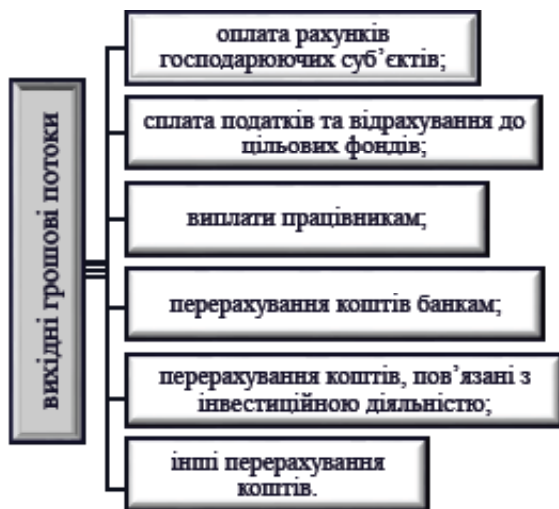 вихідні грошові потоки
оплата рахунків
господарюючих суб’єктів;
сплата податків та відрахування до
цільових фондів;
виплати працівникам;
перерахування коштів банкам;
перерахування коштів, пов’язані з
інвестиційною діяльністю;
інші перерахування
коштів.